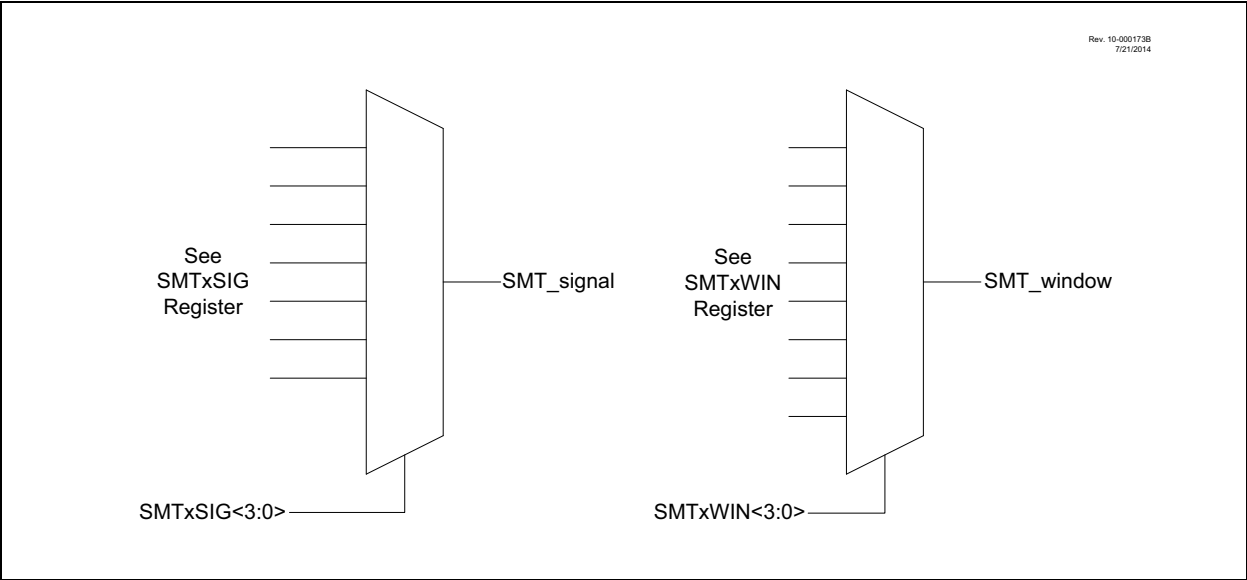 Rev. 10-000173B
7/21/2014
See
SMTxSIG
Register
SMT_signal
SMTxSIG<3:0>
See
SMTxWIN
Register
SMT_window
SMTxWIN<3:0>